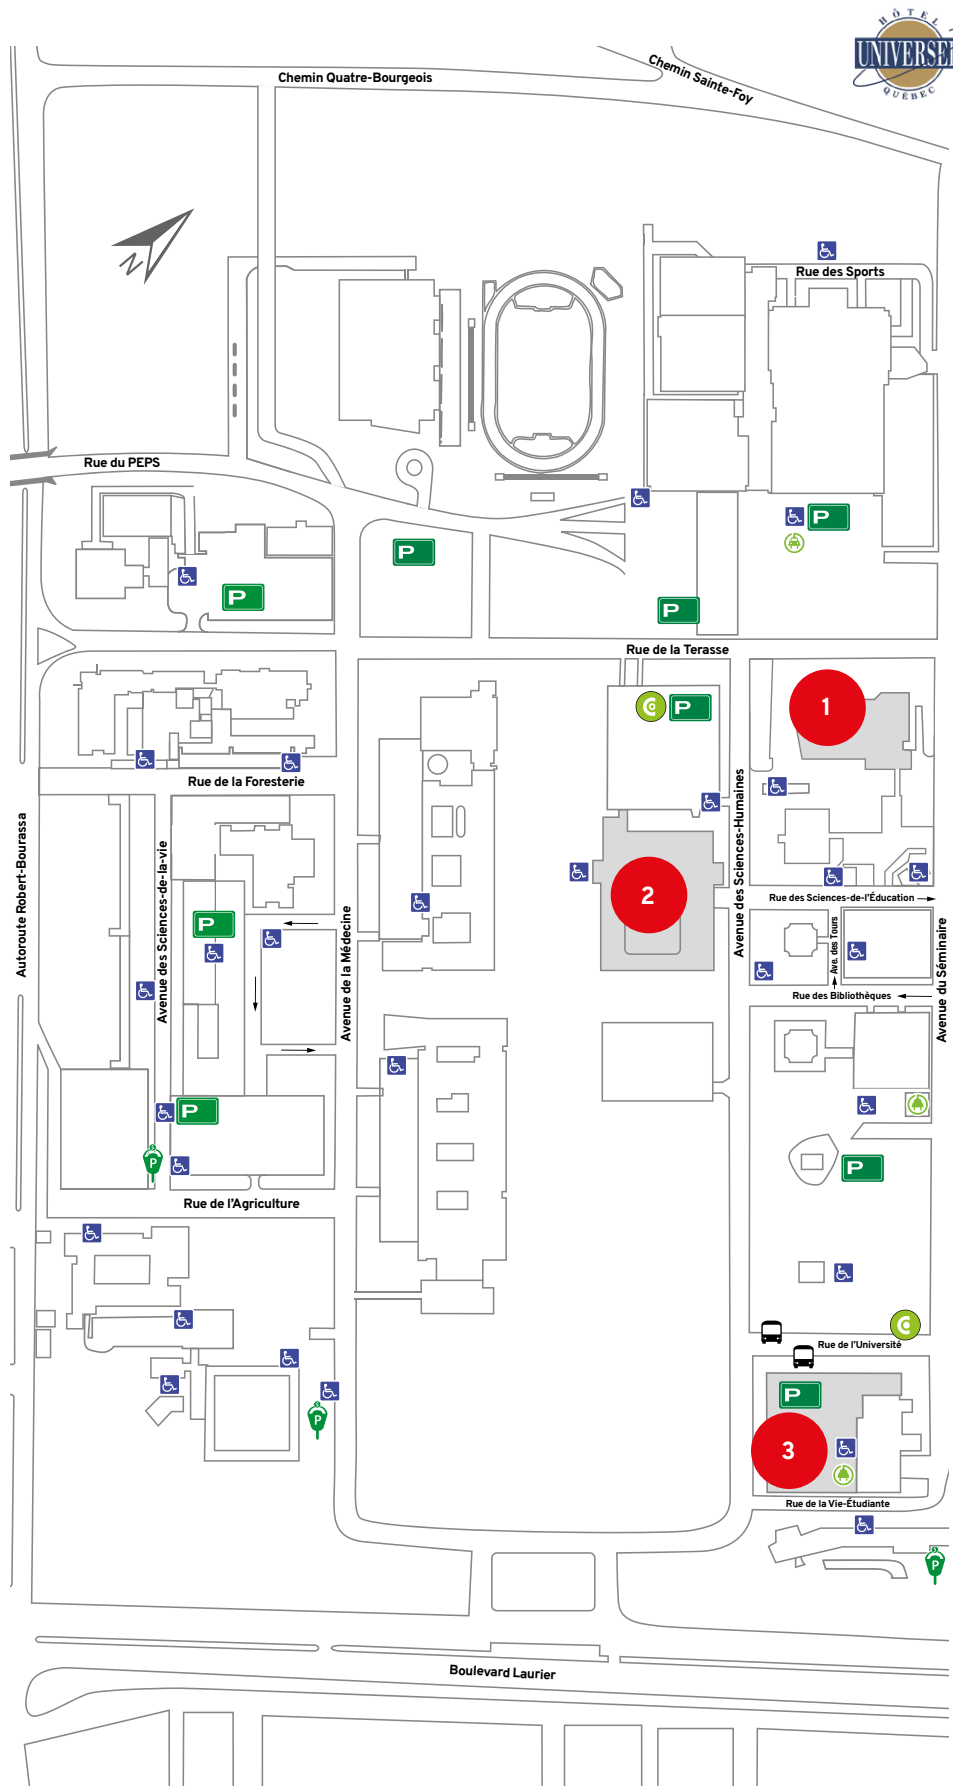 HÔTEL
UNIVERSEL
QUÉBEC
Chemin Sainte-Foy
Chemin Quatre-Bourgeois
N
Rue des Sports
Rue du PEPS
P
P
P
P
Rue de la Terasse
C
P
1
Rue de la Foresterie
Autoroute Robert-Bourassa
Avenue des Sciences-de-la-vie
Avenue de la Médecine
Avenue des Sciences-Humaines
2
Rue des Sciences-de-l'Éducation
P
Ave. des Tours
Avenue du Séminaire
Rue des Bibliothèques
P
$
P
P
Rue de l'Agriculture
C
Rue de l'Université
P
$
P
3
Rue de la Vie-Étudiante
$
P
Boulevard Laurier